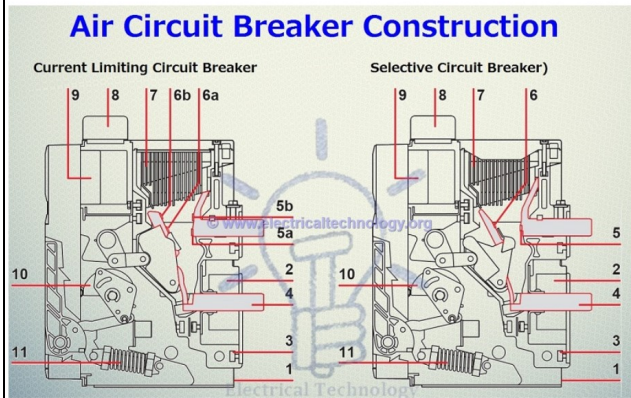 Air Circuit Breaker Construction
Current Limiting Circuit Breaker
Selective Circuit Breaker)
9 8 7 6b 6a
9 8 7 6
5b
© www.electricaltechnology.org
5a
5
10
2
10
2
4
4
11
3
11
3
1
1
Electrical Technology